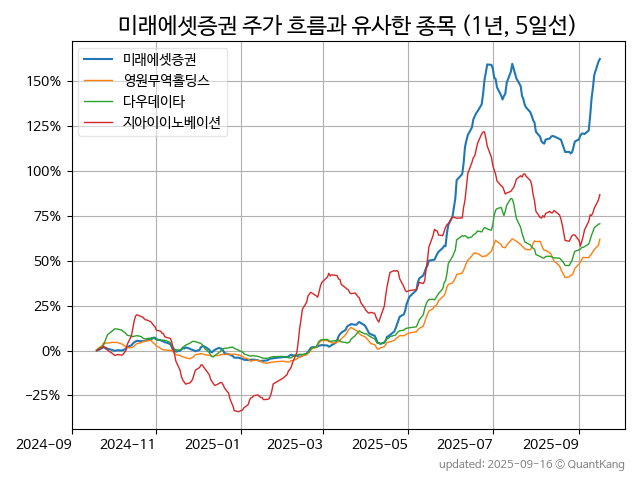 미래에셋증권 주가 흐름과 유사한 종목 (1년, 5일선)
미래에셋증권
영원무역홀딩스
다우데이타
지아이이노베이션
150%
125%
100%
75%
50%
25%
0%
−25%
2024-09 2024-11 2025-01 2025-03 2025-05 2025-07 2025-09
updated: 2025-09-16 © QuantKang